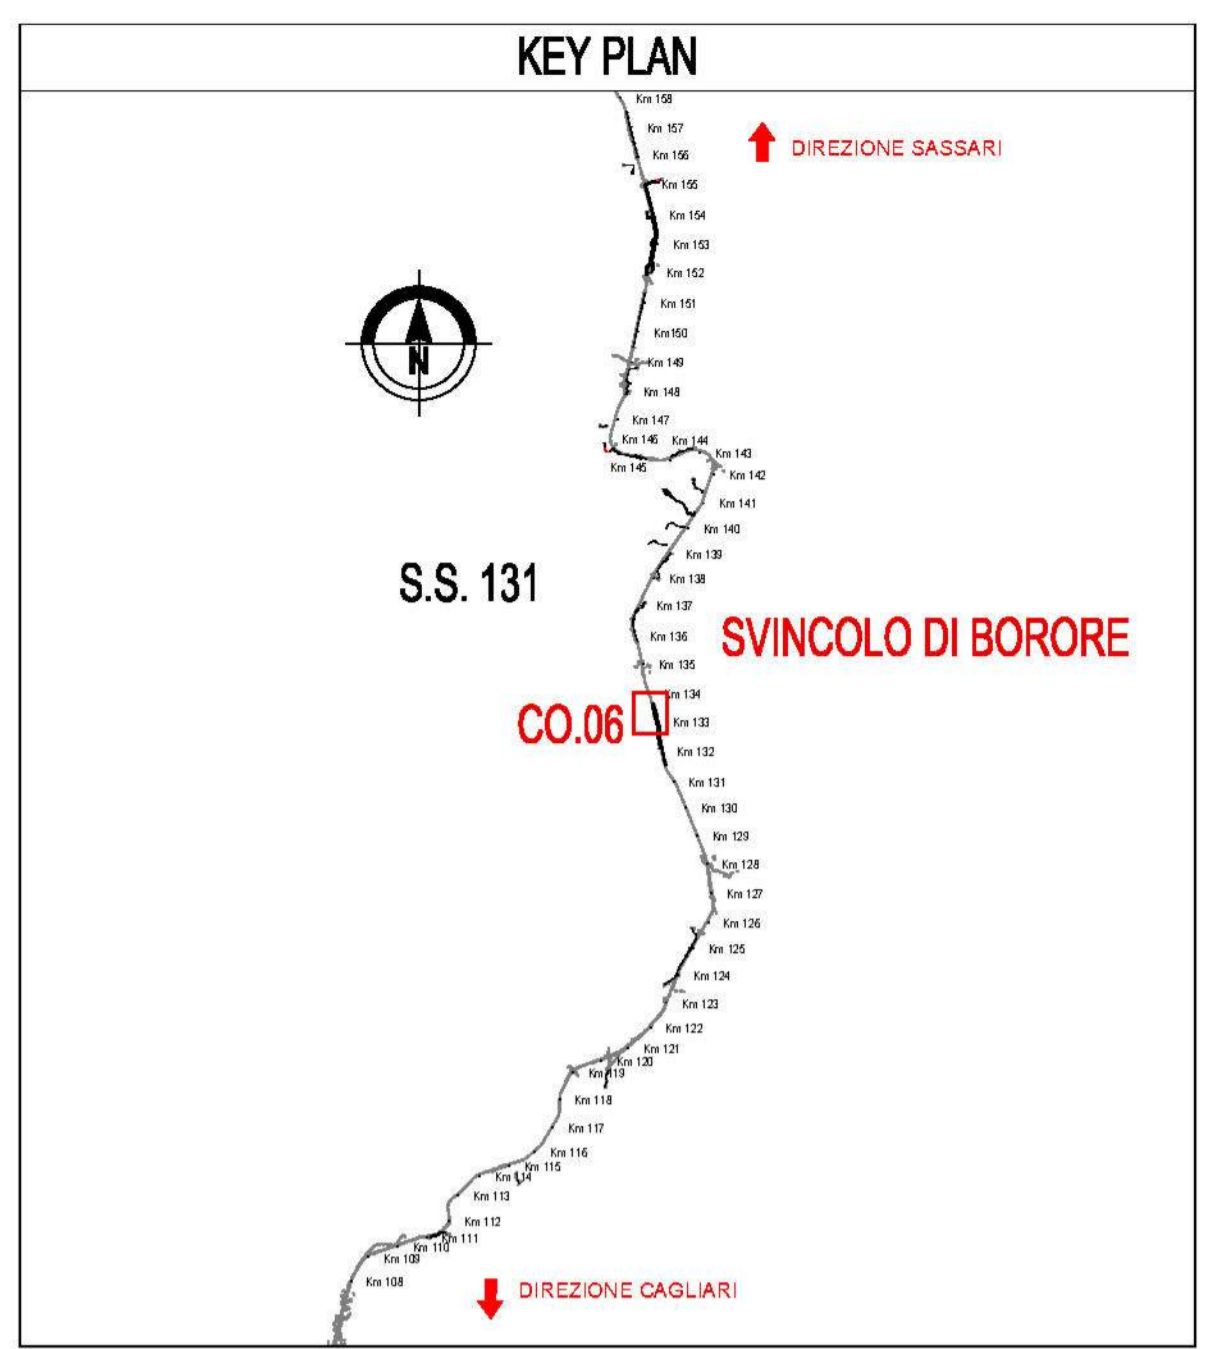 KEY PLAN
Km 158
Km 157
DIREZIONE SASSARI
Km 156
Km 155
Km 154
Km 153
Km 152
Km 151
Km150
N
Km 149
Km 148
Km 147
Km 146
Km 144
Km 143
Km 145
Km 142
Km 141
Km 140
Km 139
S.S. 131
Km 138
Km 137
SVINCOLO DI BORORE
Km 136
Km 135
Km 134
CO.06
Km 133
Km 132
Km 131
Km 130
Km 129
Km 128
Km 127
Km 126
Km 125
Km 124
Km 123
Km 122
Km 121
Km 120
Km 119
Km 118
Km 117
Km 116
Km 115
Km 114
Km 113
Km 112
Km 111
Km 110
Km 109
Km 108
DIREZIONE CAGLIARI